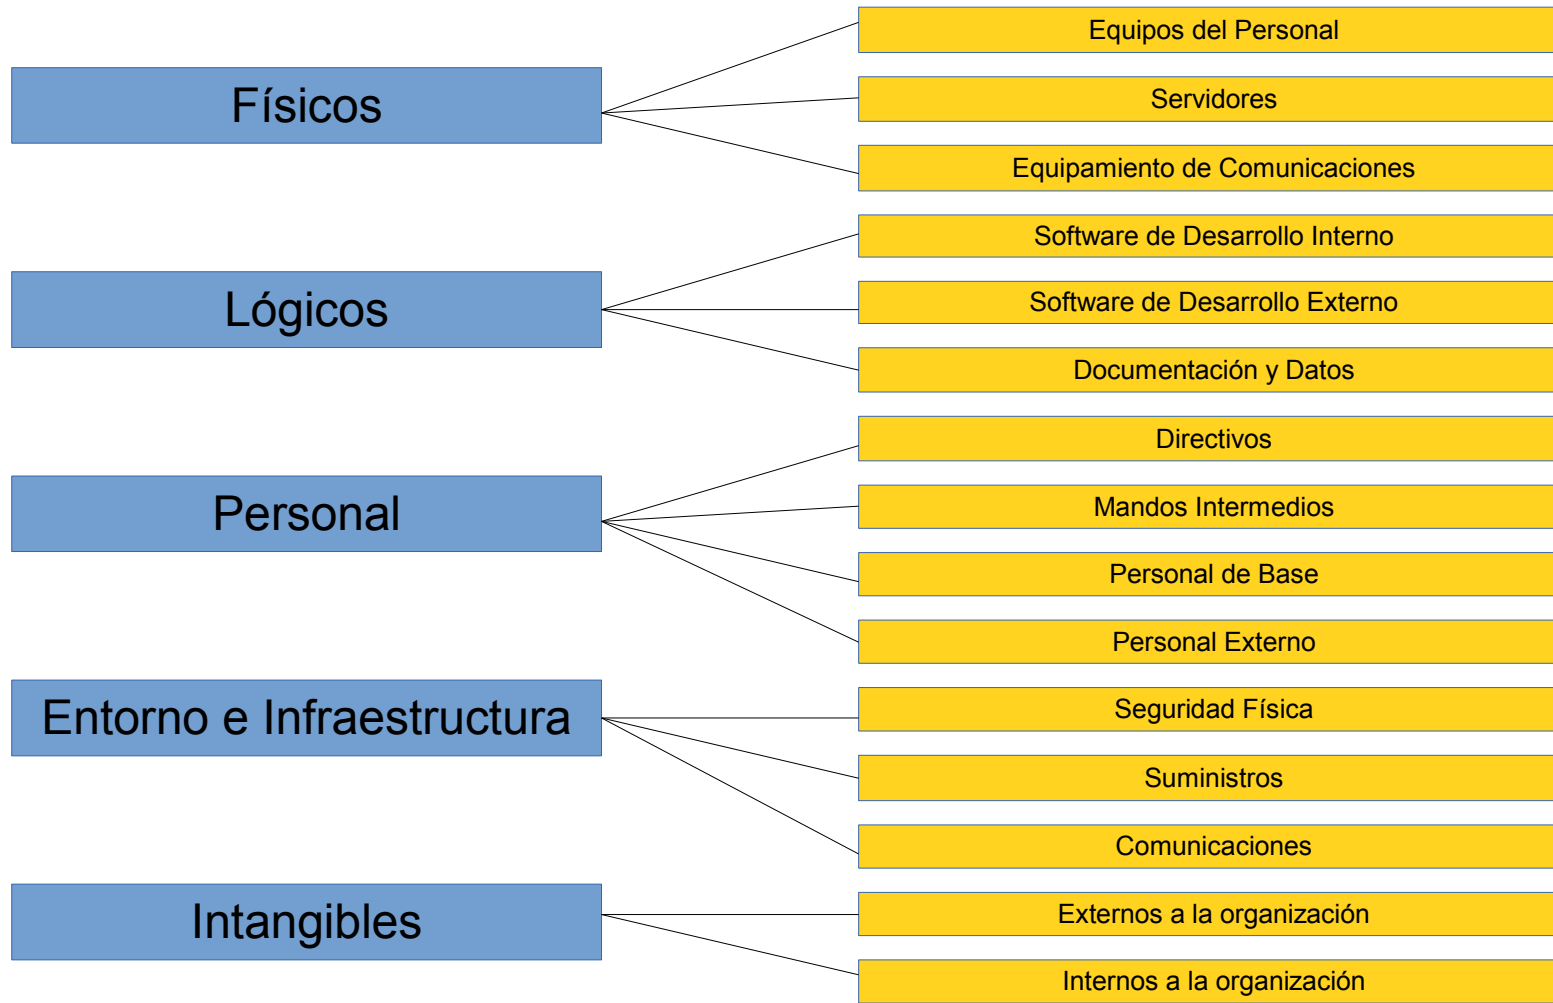 Físicos
Equipos del Personal
Servidores
Equipamiento de Comunicaciones
Lógicos
Software de Desarrollo Interno
Software de Desarrollo Externo
Documentación y Datos
Personal
Directivos
Mandos Intermedios
Personal de Base
Personal Externo
Entorno e Infraestructura
Seguridad Física
Suministros
Comunicaciones
Intangibles
Externos a la organización
Internos a la organización